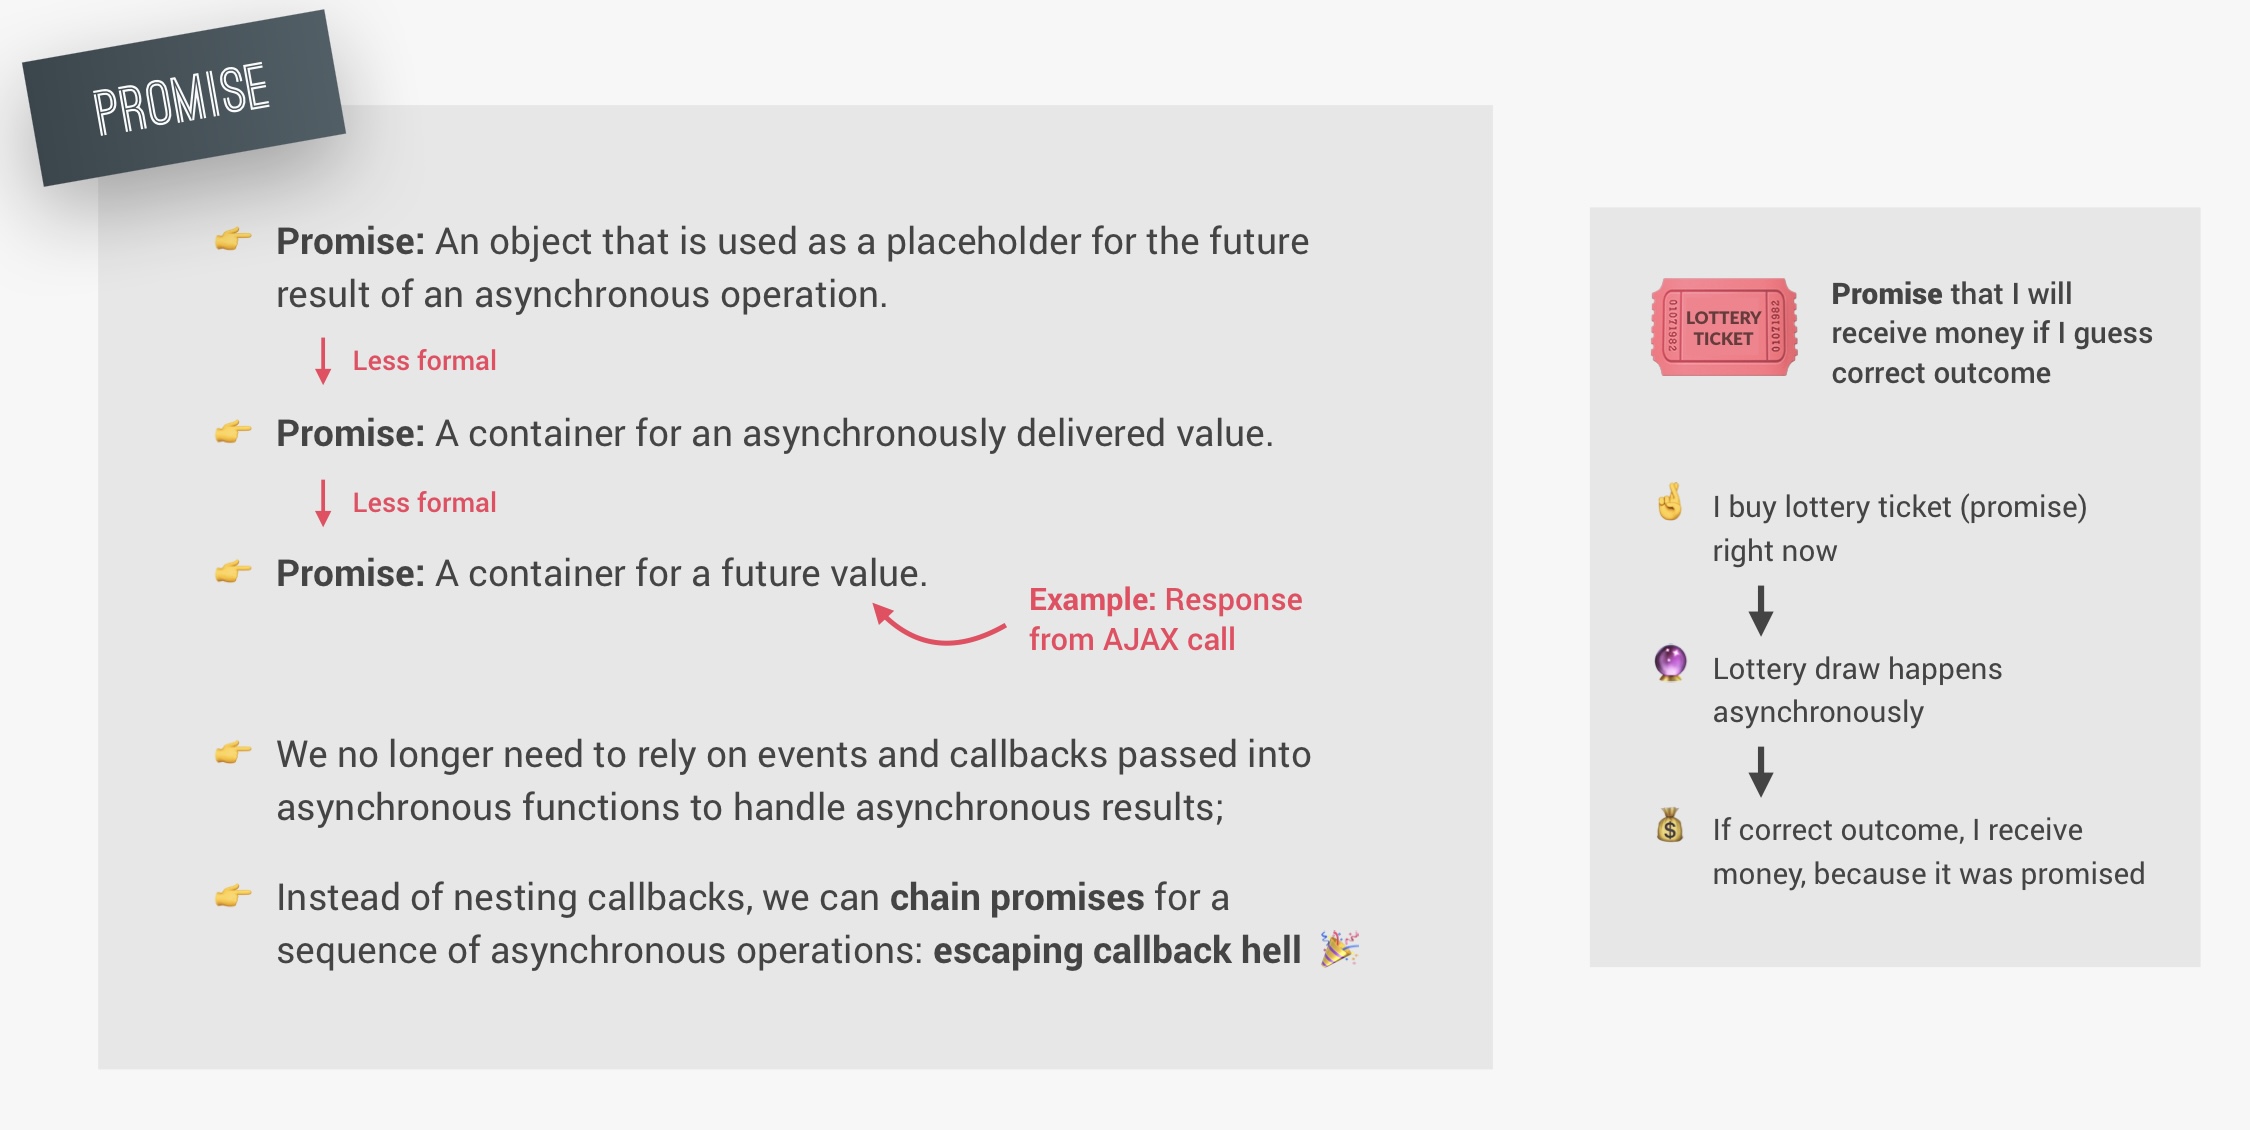 PROMISE
👉 Promise: An object that is used as a placeholder for the future
result of an asynchronous operation.
Less formal
👉 Promise: A container for an asynchronously delivered value.
Less formal
👉 Promise: A container for a future value.
Example: Response
from AJAX call
👉 We no longer need to rely on events and callbacks passed into
asynchronous functions to handle asynchronous results;
👉 Instead of nesting callbacks, we can chain promises for a
sequence of asynchronous operations: escaping callback hell 🎉
01071982
LOTTERY
TICKET
01071982
Promise that I will
receive money if I guess
correct outcome
🤞 I buy lottery ticket (promise)
right now
🔮 Lottery draw happens
asynchronously
💰 If correct outcome, I receive
money, because it was promised